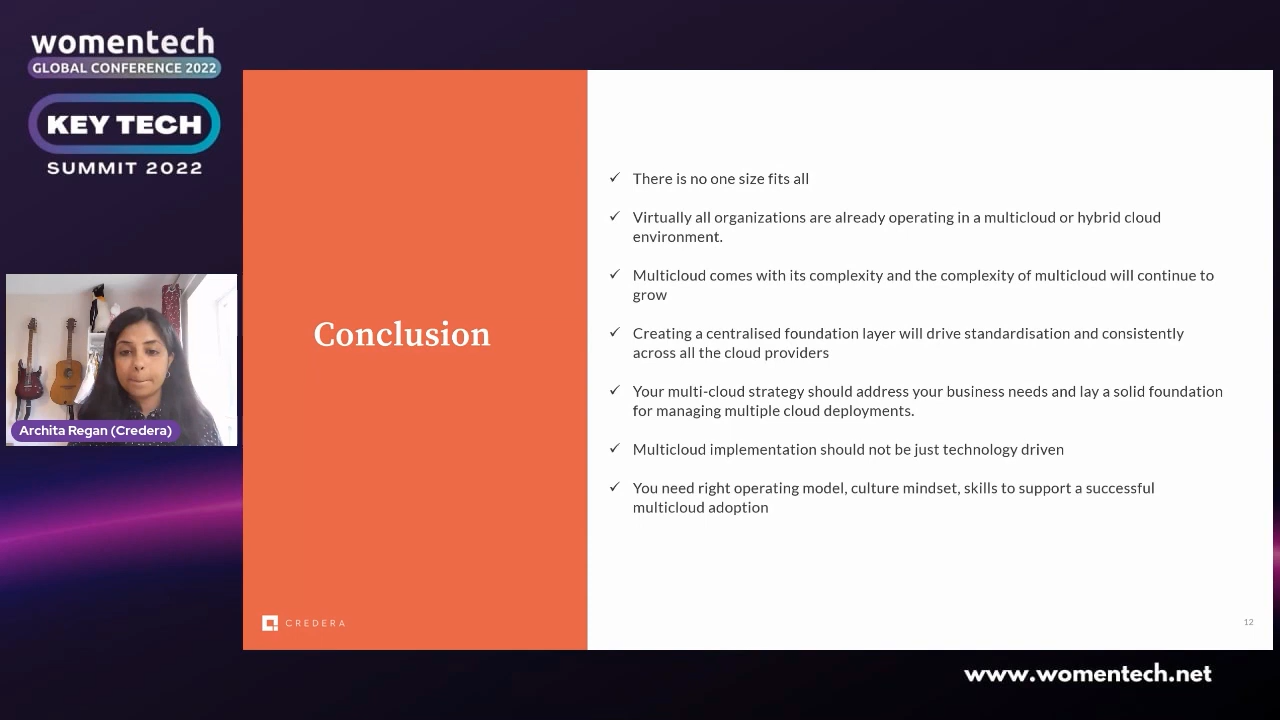 womentech
GLOBAL CONFERENCE 2022
KEY TECH
SUMMIT 2022
Archita Regan (Credera)
Conclusion
CREDERA
✓ There is no one size fits all
✓ Virtually all organizations are already operating in a multicloud or hybrid cloud
environment.
✓ Multicloud comes with its complexity and the complexity of multicloud will continue to
grow
✓ Creating a centralised foundation layer will drive standardisation and consistently
across all the cloud providers
✓ Your multi-cloud strategy should address your business needs and lay a solid foundation
for managing multiple cloud deployments.
✓ Multicloud implementation should not be just technology driven
✓ You need right operating model, culture mindset, skills to support a successful
multicloud adoption
12
www.womentech.net